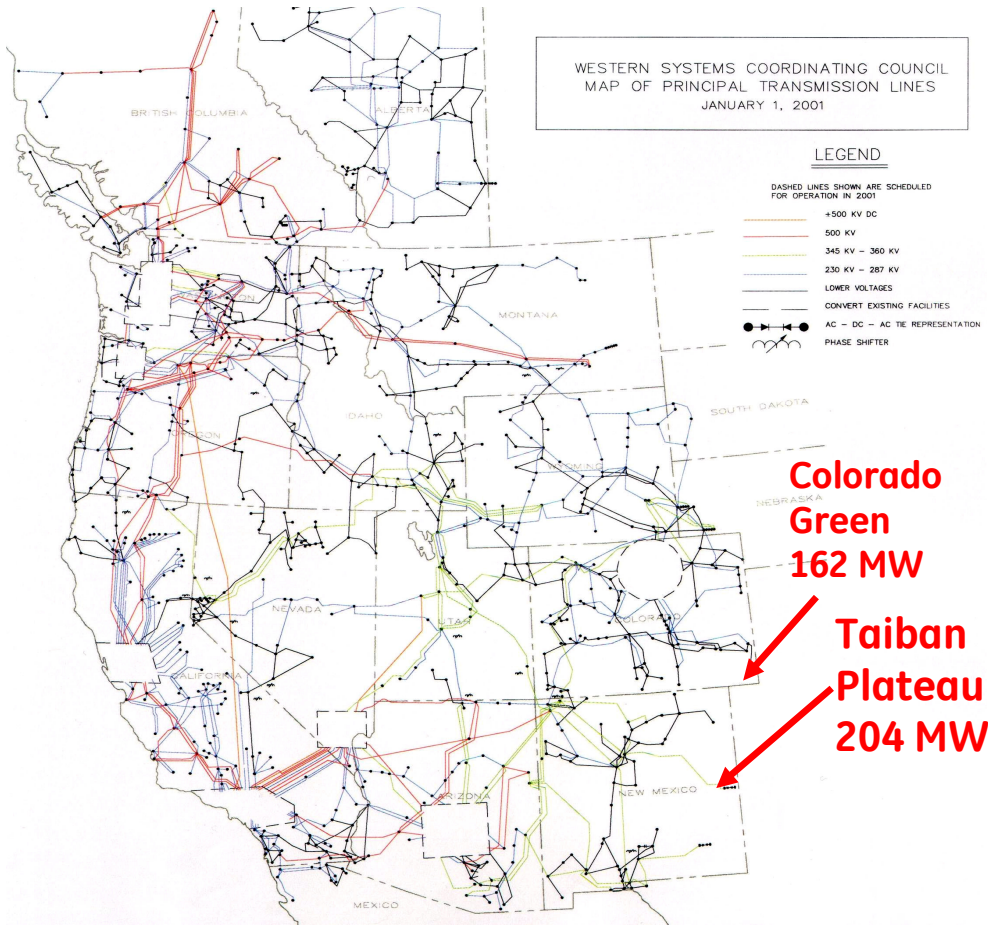 WESTERN SYSTEMS COORDINATING COUNCIL
MAP OF PRINCIPAL TRANSMISSION LINES
JANUARY 1, 2001
LEGEND
DASHED LINES SHOWN ARE SCHEDULED
FOR OPERATION IN 2001
+500 KV DC
500 KV
345 KV – 360 KV
230 KV – 287 KV
LOWER VOLTAGES
CONVERT EXISTING FACILITIES
AC – DC – AC TIE REPRESENTATION
PHASE SHIFTER
BRITISH COLUMBIA
ALBERTA
WASHINGTON
MONTANA
OREGON
IDAHO
SOUTH DAKOTA
WYOMING
NEBRASKA
NEVADA
UTAH
COLORADO
CALIFORNIA
ARIZONA
NEW MEXICO
MEXICO
Colorado
Green
162 MW
Taiban
Plateau
204 MW